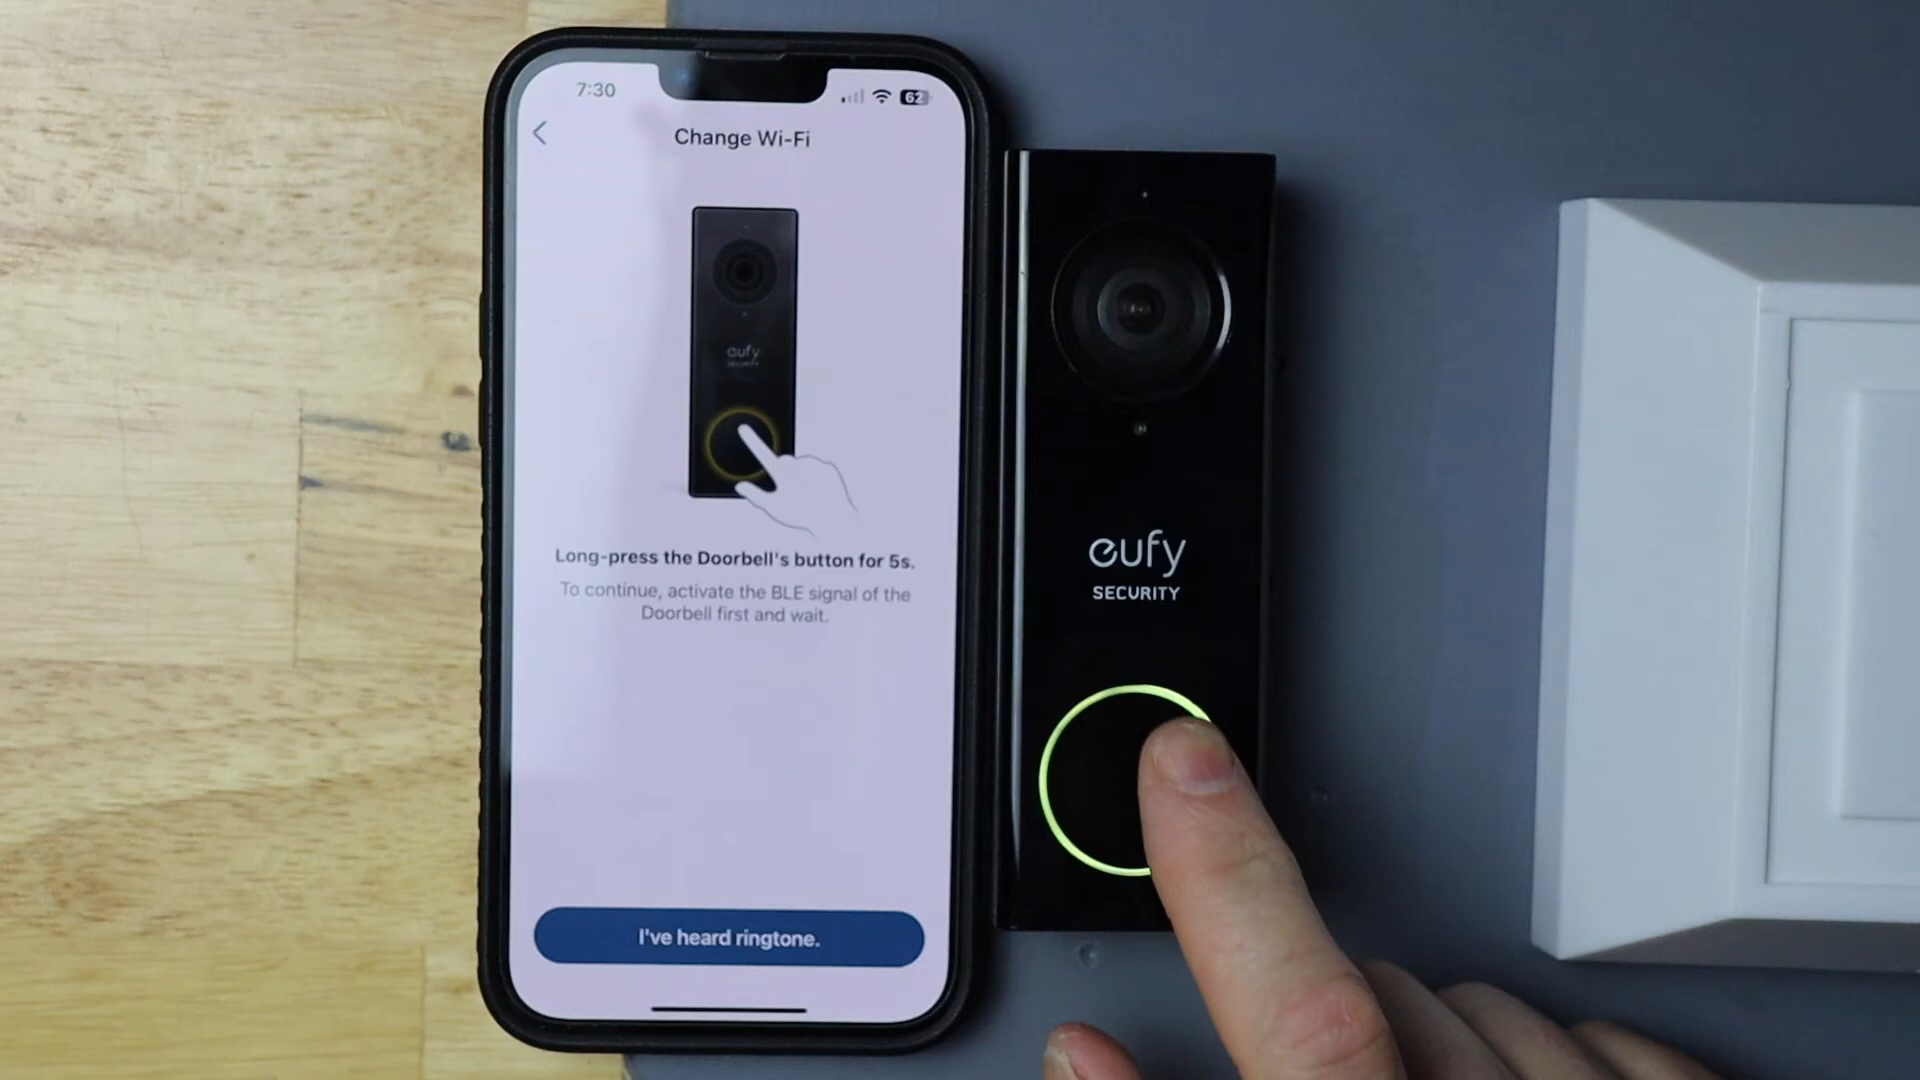 7:30
62
Change Wi-Fi
eufy
SECURITY
Long-press the Doorbell's button for 5s.
To continue, activate the BLE signal of the
Doorbell first and wait.
I've heard ringtone.
eufy
SECURITY